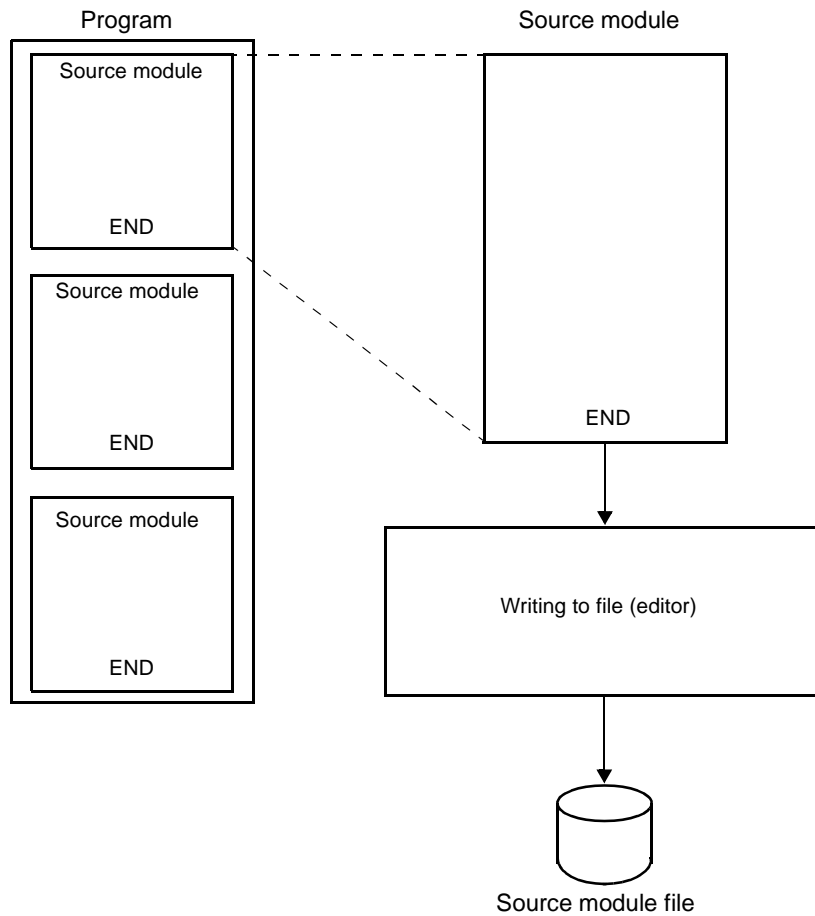 Program
Source module
END
Source module
END
Source module
END
Source module
END
Writing to file (editor)
Source module file